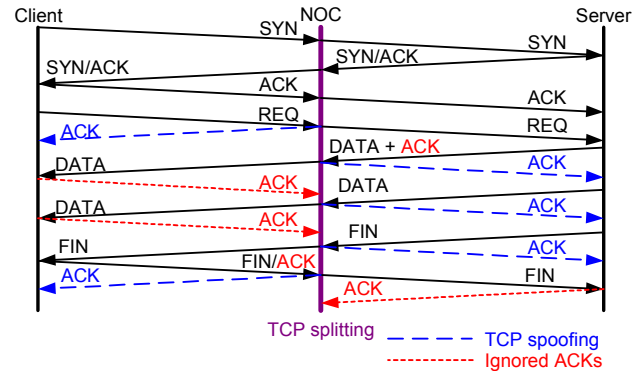 Client NOC Server
SYN
SYN
SYN/ACK SYN/ACK
ACK
ACK
REQ REQ
ACK
DATA + ACK
DATA ACK
ACK
DATA
DATA ACK
ACK
FIN
FIN ACK
FIN/ACK
ACK FIN
ACK
TCP splitting
TCP spoofing
Ignored ACKs